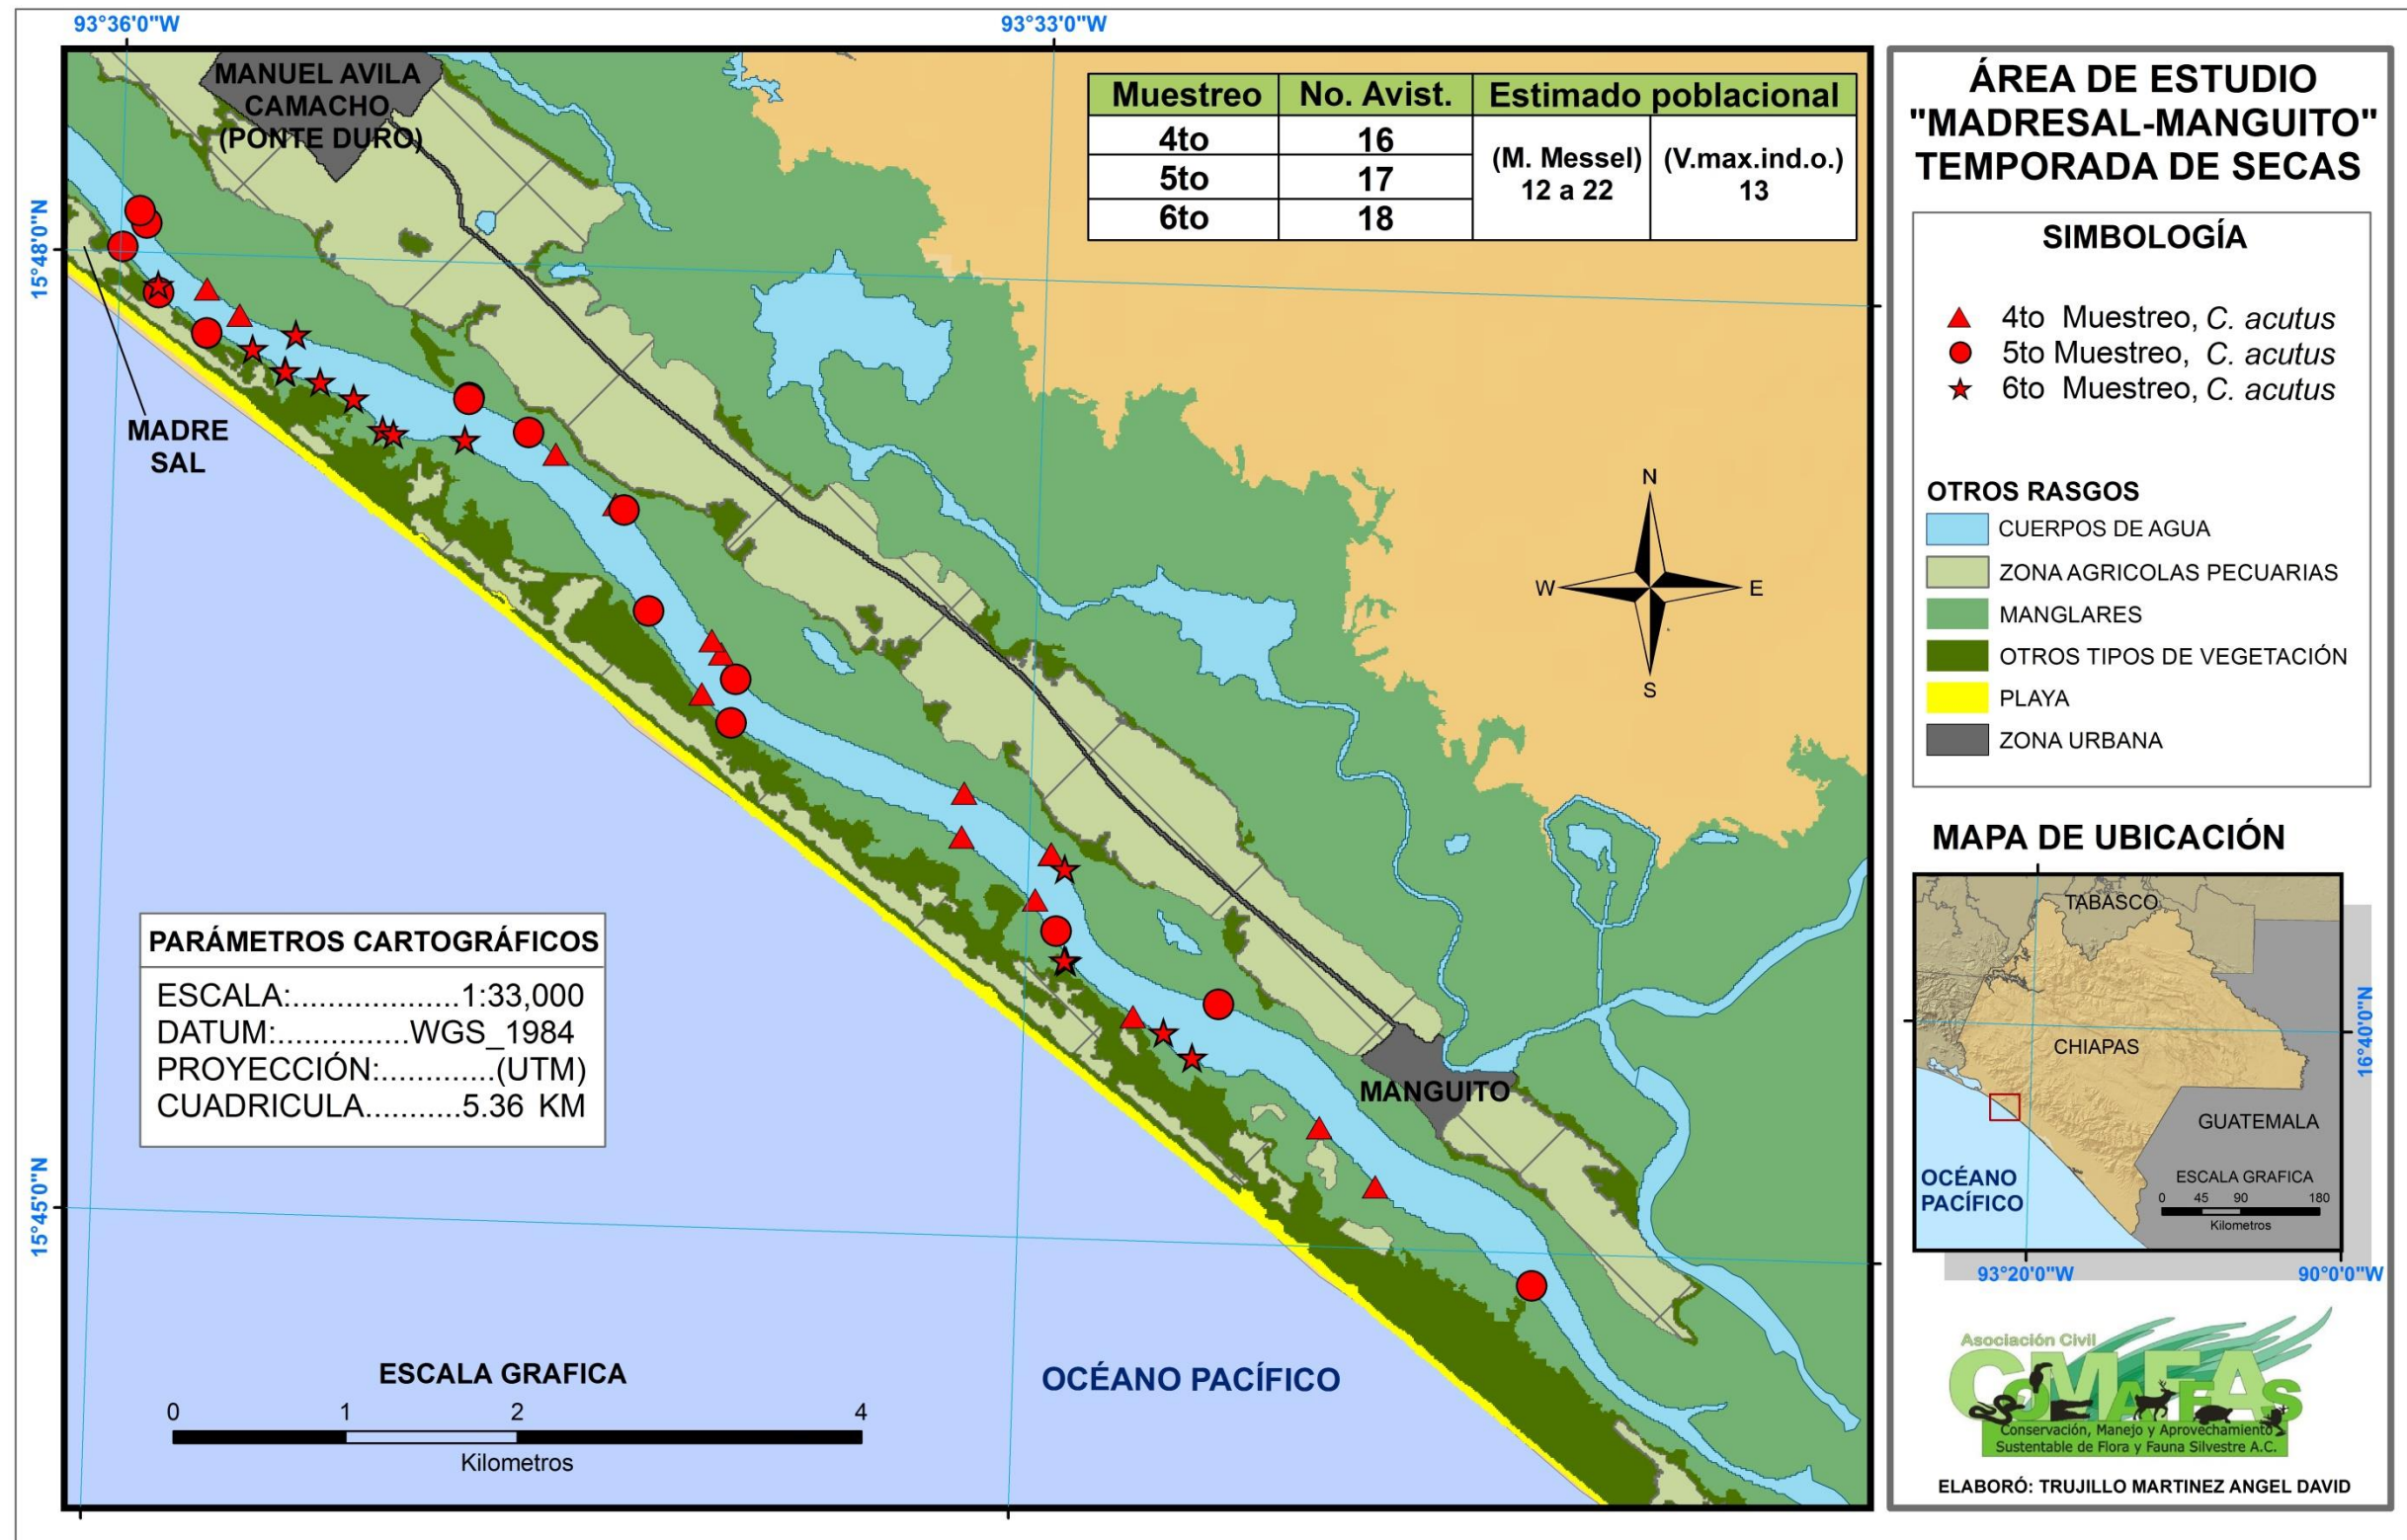 93°36'0"W
93°33'0"W
15°48'0"N
15°45'0"N
MANUEL AVILA
CAMACHO
(PONTE DURO)
Muestreo No. Avist. Estimado poblacional
4to 16
5to 17
6to 18
(M. Messel)
12 a 22
(V.max.ind.o.)
13
MADRE
SAL
N
W E
S
MANGUITO
PARÁMETROS CARTOGRÁFICOS
ESCALA:...................1:33,000
DATUM:...............WGS_1984
PROYECCIÓN:.............(UTM)
CUADRICULA...........5.36 KM
ESCALA GRAFICA
0 1 2 4
Kilometros
OCÉANO PACÍFICO
ÁREA DE ESTUDIO
"MADRESAL-MANGUITO"
TEMPORADA DE SECAS
SIMBOLOGÍA
4to Muestreo, C. acutus
5to Muestreo, C. acutus
6to Muestreo, C. acutus
OTROS RASGOS
CUERPOS DE AGUA
ZONA AGRICOLAS PECUARIAS
MANGLARES
OTROS TIPOS DE VEGETACIÓN
PLAYA
ZONA URBANA
MAPA DE UBICACIÓN
TABASCO
CHIAPAS
GUATEMALA
OCÉANO
PACÍFICO
ESCALA GRAFICA
0 45 90 180
Kilometros
16°40'0"N
93°20'0"W
90°0'0"W
Asociación Civil
COMAFFAS
Conservación, Manejo y Aprovechamiento
Sustentable de Flora y Fauna Silvestre A.C.
ELABORÓ: TRUJILLO MARTINEZ ANGEL DAVID